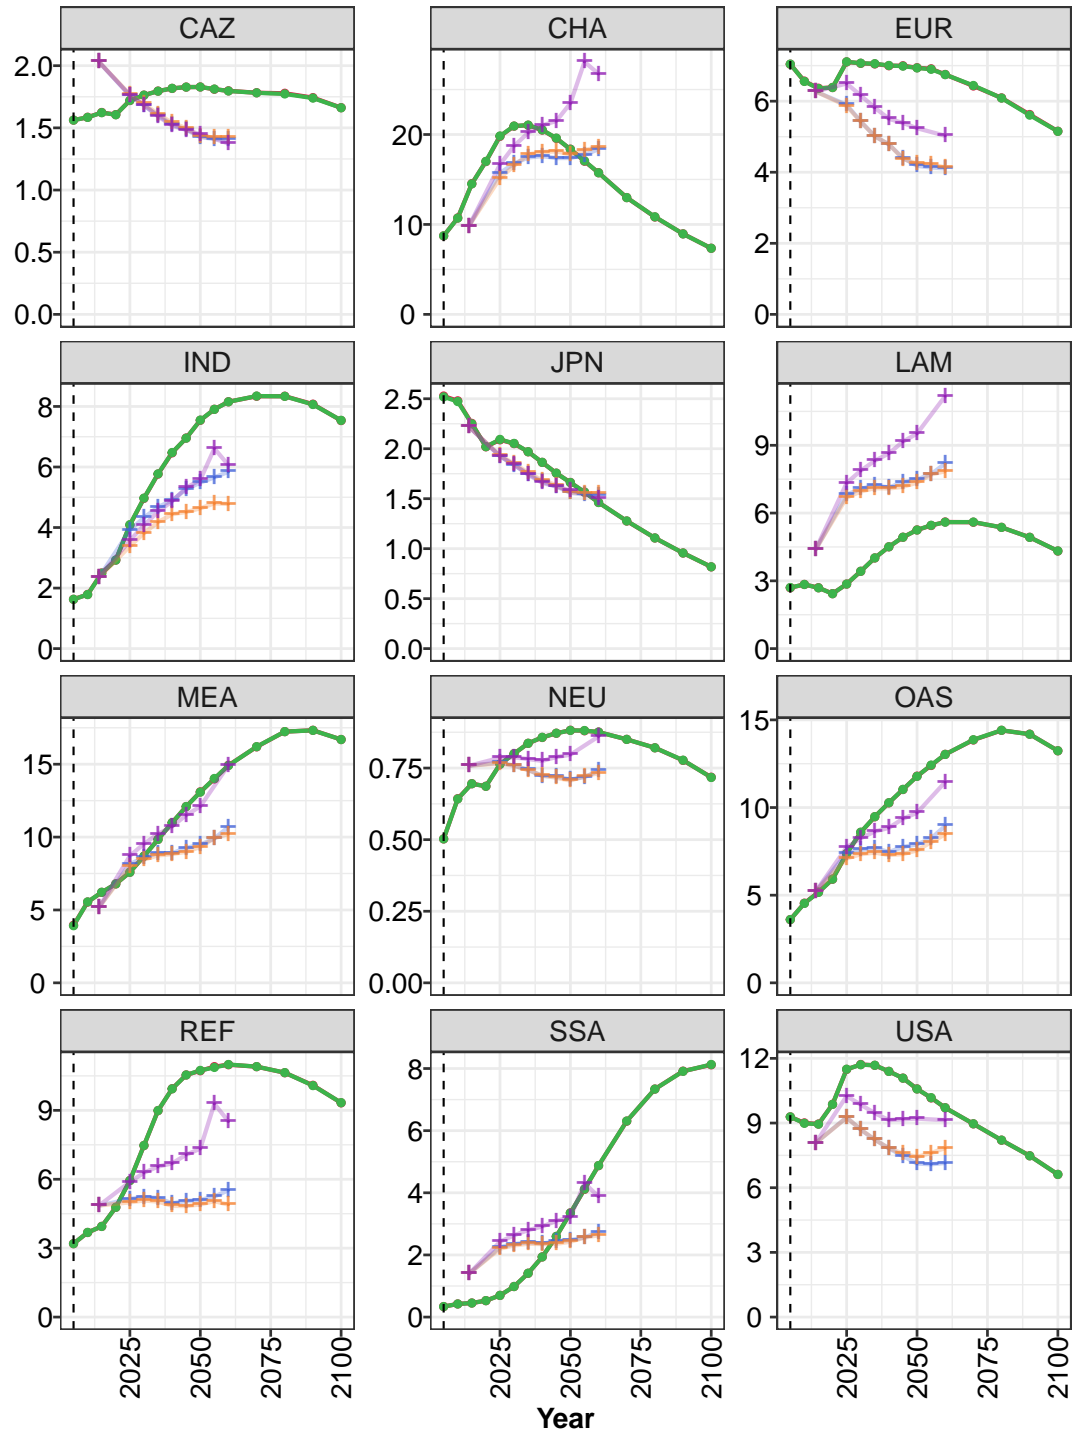 CAZ CHA EUR
2.0 1.5 1.0 0.5 0.0
20 10 0
6 4 2 0
IND JPN LAM
8 6 4 2 0
2.5 2.0 1.5 1.0 0.5 0.0
9 6 3 0
MEA NEU OAS
15 10 5 0
0.75 0.50 0.25 0.00
15 10 5 0
REF SSA USA
9 6 3 0
8 6 4 2 0
12 9 6 3 0
2025 2050 2075 2100 2025 2050 2075 2100 2025 2050 2075 2100
Year